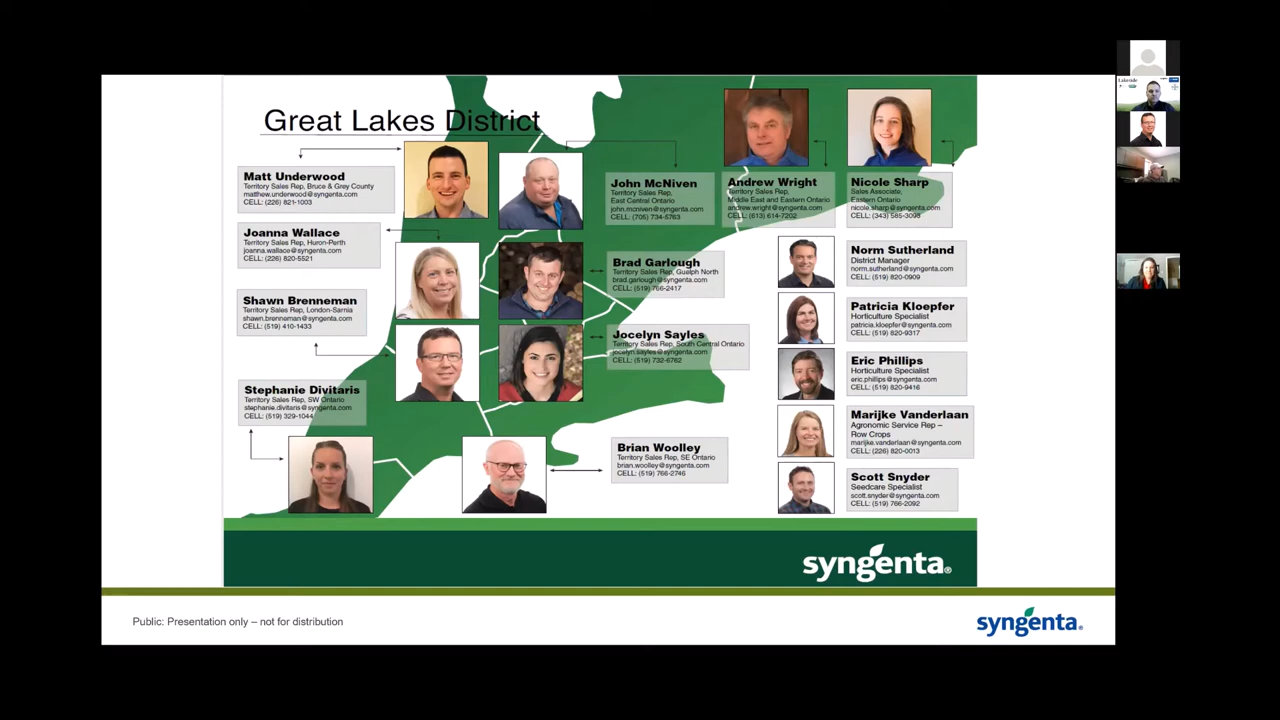 Great Lakes District
Matt Underwood
Territory Sales Rep, Bruce & Grey County
matthew.underwood@syngenta.com
CELL: (226) 821-1003
Joanna Wallace
Territory Sales Rep, Huron-Perth
joanna.wallace@syngenta.com
CELL: (226) 820-5521
Shawn Brenneman
Territory Sales Rep, London-Sarnia
shawn.brenneman@syngenta.com
CELL: (519) 410-1433
Stephanie Divitaris
Territory Sales Rep, SW Ontario
stephanie.divitaris@syngenta.com
CELL: (519) 329-1044
John McNiven
Territory Sales Rep,
East Central Ontario
john.mcniven@syngenta.com
CELL: (705) 734-5763
Brad Garlough
Territory Sales Rep, Guelph North
brad.garlough@syngenta.com
CELL: (519) 766-2417
Jocelyn Sayles
Territory Sales Rep, South Central Ontario
jocelyn.sayles@syngenta.com
CELL: (519) 732-6762
Brian Woolley
Territory Sales Rep, SE Ontario
brian.woolley@syngenta.com
CELL: (519) 766-2746
Andrew Wright
Territory Sales Rep,
Middle East and Eastern Ontario
andrew.wright@syngenta.com
CELL: (613) 614-7202
Nicole Sharp
Sales Associate,
Eastern Ontario
nicole.sharp@syngenta.com
CELL: (343) 585-3098
Norm Sutherland
District Manager
norm.sutherland@syngenta.com
CELL: (519) 820-0909
Patricia Kloepfer
Horticulture Specialist
patricia.kloepfer@syngenta.com
CELL: (519) 820-9317
Eric Phillips
Horticulture Specialist
eric.phillips@syngenta.com
CELL: (519) 820-9416
Marijke Vanderlaan
Agronomic Service Rep –
Row Crops
marijke.vanderlaan@syngenta.com
CELL: (226) 820-0013
Scott Snyder
Seedcare Specialist
scott.snyder@syngenta.com
CELL: (519) 766-2092
syngenta®
Public: Presentation only – not for distribution
syngenta®